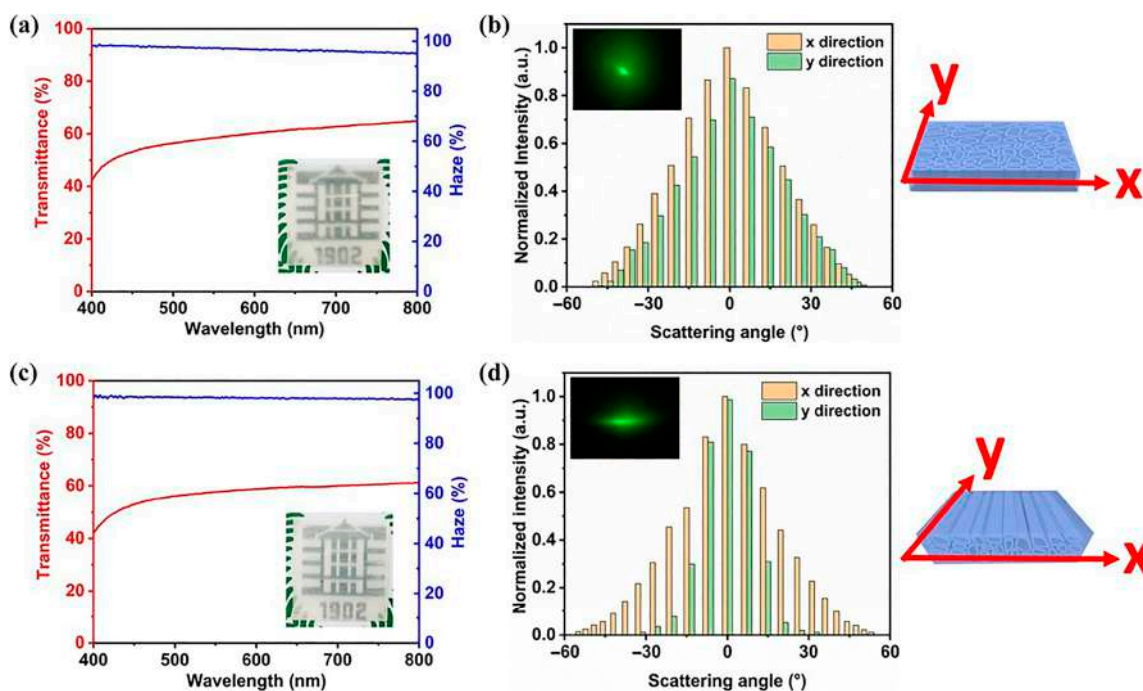 (a)
100
80
60
40
20
0
Transmittance (%)
100
80
60
40
20
0
Haze (%)
400 500 600 700 800
Wavelength (nm)
1902
(b)
1.0
0.8
0.6
0.4
0.2
0.0
Normalized Intensity (a.u.)
x direction
y direction
–60 –30 0 30 60
Scattering angle (°)
y
x
(c)
100
80
60
40
20
0
Transmittance (%)
100
80
60
40
20
0
Haze (%)
400 500 600 700 800
Wavelength (nm)
1902
(d)
1.0
0.8
0.6
0.4
0.2
0.0
Normalized intensity (a.u.)
x direction
y direction
–60 –30 0 30 60
Scattering angle (°)
y
x